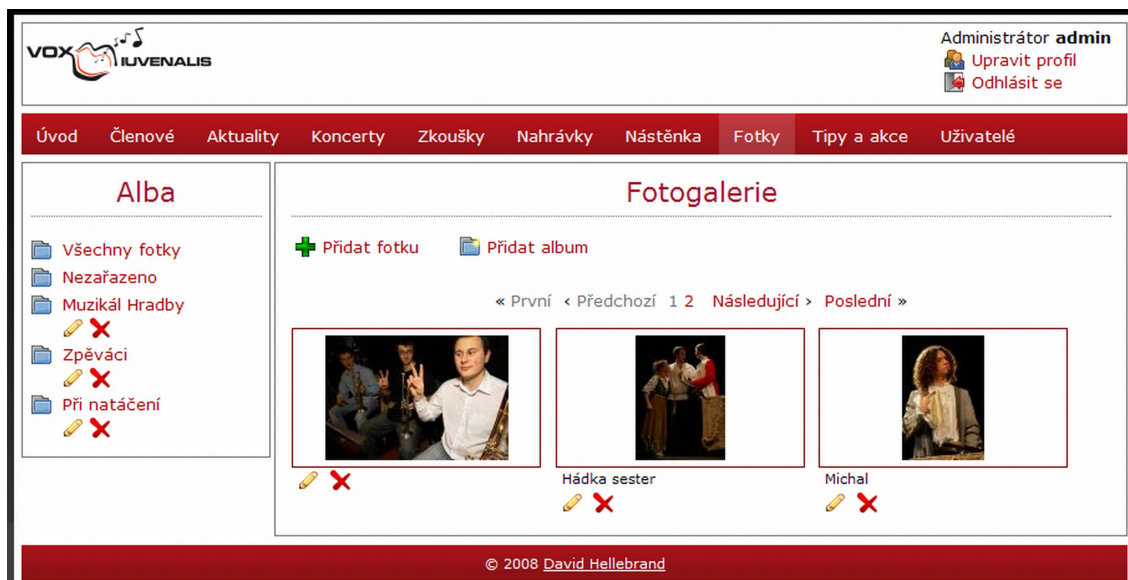 VOX IUVENALIS
Administrátor admin
Upravit profil
Odhlásit se
Úvod Členové Aktuality Koncerty Zkoušky Nahrávky Nástěnka Fotky Tipy a akce Uživatelé
Alba
Všechny fotky
Nezařazeno
Muzikál Hradby
Zpěváci
Při natáčení
Fotogalerie
Přidat fotku Přidat album
« První ‹ Předchozí 1 2 Následující › Poslední »
Hádka sester
Michal
© 2008 David Hellebrand